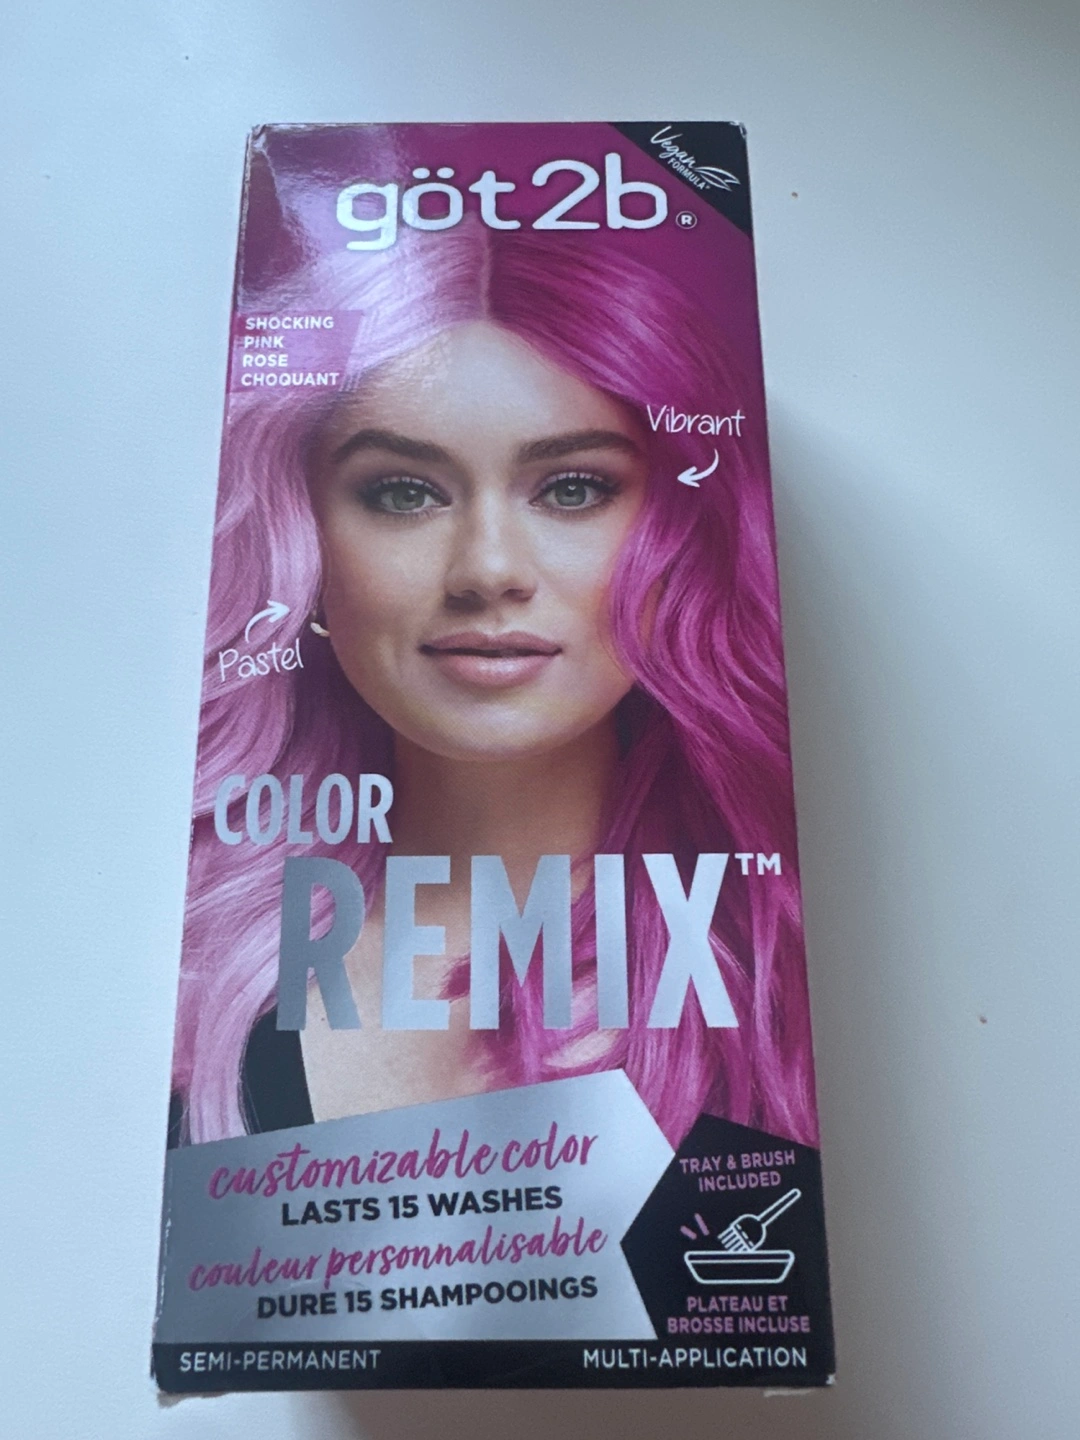 Vegan
FORMULA*
göt2b®
SHOCKING
PINK
ROSE
CHOQUANT
Vibrant
Pastel
COLOR
REMIX™
customizable color
LASTS 15 WASHES
couleur personnalisable
DURE 15 SHAMPOOINGS
TRAY & BRUSH
INCLUDED
PLATEAU ET
BROSSE INCLUSE
SEMI-PERMANENT
MULTI-APPLICATION